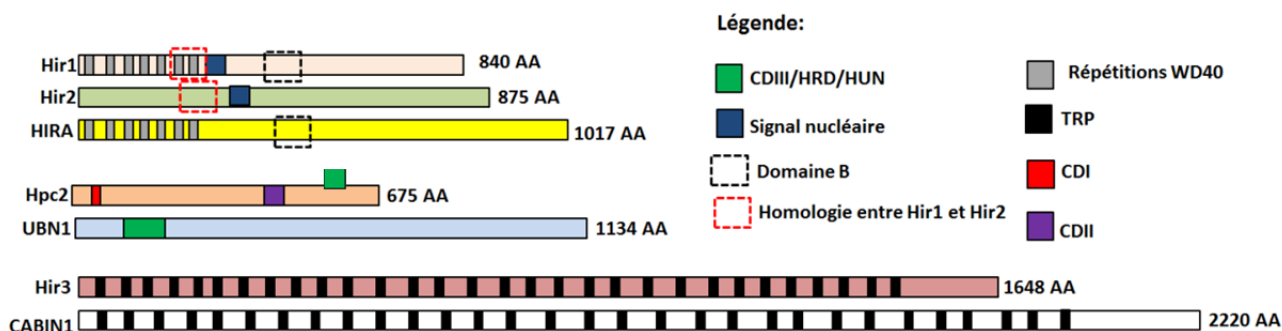 Légende:
Hir1
840 AA
Hir2
875 AA
HIRA
1017 AA
Hpc2
675 AA
UBN1
1134 AA
Hir3
1648 AA
CABIN1
2220 AA
CDIII/HRD/HUN
Signal nucléaire
Domaine B
Homologie entre Hir1 et Hir2
Répétitions WD40
TRP
CDI
CDII